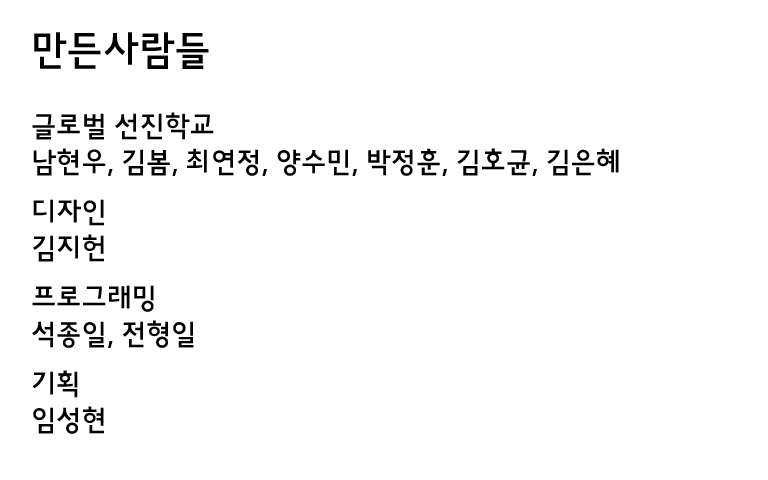 만든사람들
글로벌 선진학교
남현우, 김봄, 최연정, 양수민, 박정훈, 김호균, 김은혜
디자인
김지헌
프로그래밍
석종일, 전형일
기획
임성현